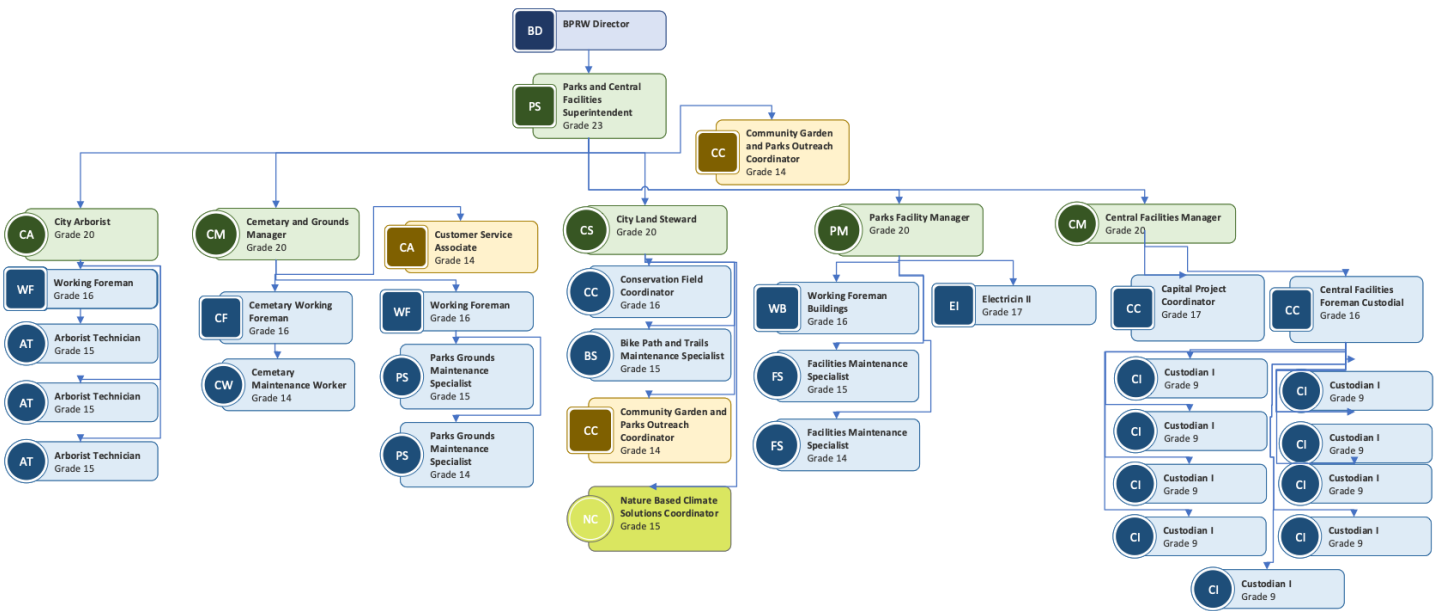 BD
BPRW Director
PS
Parks and Central
Facilities
Superintendent
Grade 23
CC
Community Garden
and Parks Outreach
Coordinator
Grade 14
CA
City Arborist
Grade 20
WF
Working Foreman
Grade 16
AT
Arborist Technician
Grade 15
AT
Arborist Technician
Grade 15
AT
Arborist Technician
Grade 15
CM
Cemetary and Grounds
Manager
Grade 20
CA
Customer Service
Associate
Grade 14
CF
Cemetary Working
Foreman
Grade 16
CW
Cemetary
Maintenance Worker
Grade 14
WF
Working Foreman
Grade 16
PS
Parks Grounds
Maintenance
Specialist
Grade 15
PS
Parks Grounds
Maintenance
Specialist
Grade 14
CS
City Land Steward
Grade 20
CC
Conservation Field
Coordinator
Grade 16
BS
Bike Path and Trails
Maintenance Specialist
Grade 15
CC
Community Garden and
Parks Outreach
Coordinator
Grade 14
NC
Nature Based Climate
Solutions Coordinator
Grade 15
PM
Parks Facility Manager
Grade 20
WB
Working Foreman
Buildings
Grade 16
EI
Electricin II
Grade 17
FS
Facilities Maintenance
Specialist
Grade 15
FS
Facilities Maintenance
Specialist
Grade 14
CM
Central Facilities Manager
Grade 20
CC
Capital Project
Coordinator
Grade 17
CC
Central Facilities
Foreman Custodial
Grade 16
CI
Custodian I
Grade 9
CI
Custodian I
Grade 9
CI
Custodian I
Grade 9
CI
Custodian I
Grade 9
CI
Custodian I
Grade 9
CI
Custodian I
Grade 9
CI
Custodian I
Grade 9
CI
Custodian I
Grade 9
CI
Custodian I
Grade 9